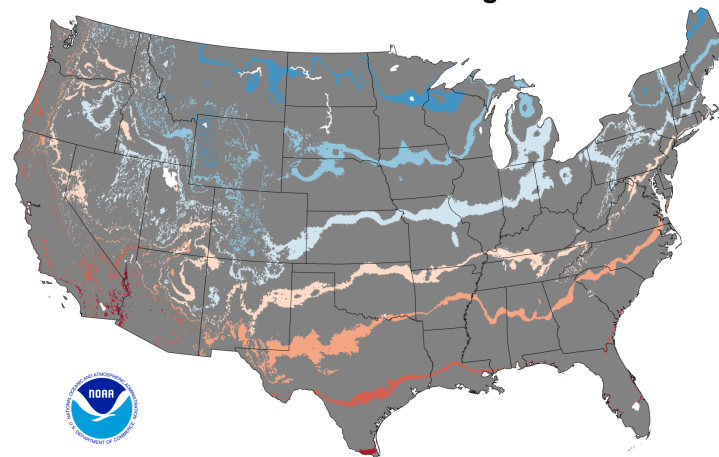 NATIONAL OCEANIC AND ATMOSPHERIC ADMINISTRATION
NOAA
U.S. DEPARTMENT OF COMMERCE